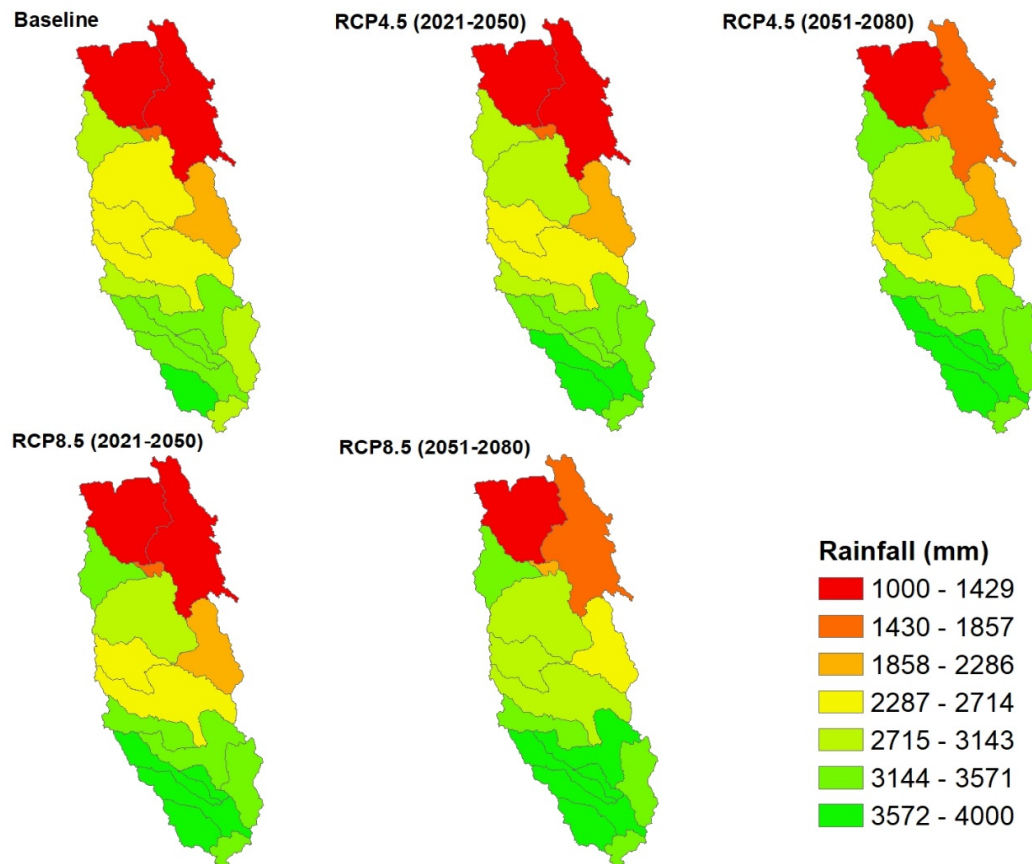 Baseline
RCP4.5 (2021-2050)
RCP4.5 (2051-2080)
RCP8.5 (2021-2050)
RCP8.5 (2051-2080)
Rainfall (mm)
1000 - 1429
1430 - 1857
1858 - 2286
2287 - 2714
2715 - 3143
3144 - 3571
3572 - 4000